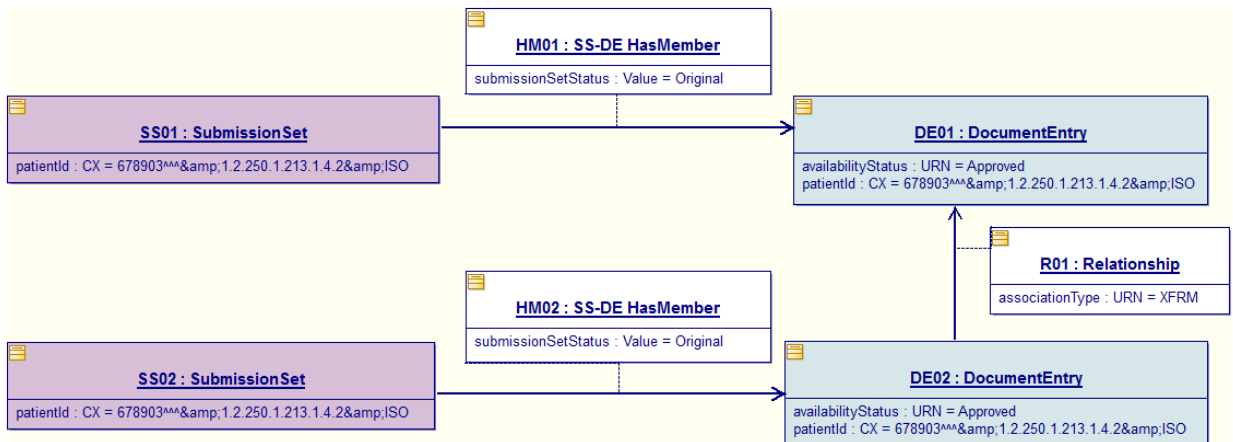 HM01 : SS-DE HasMember
submissionSetStatus : Value = Original
SS01 : SubmissionSet
patientId : CX = 678903^^^&amp;1.2.250.1.213.1.4.2&amp;ISO
DE01 : DocumentEntry
availabilityStatus : URN = Approved
patientId : CX = 678903^^^&amp;1.2.250.1.213.1.4.2&amp;ISO
R01 : Relationship
associationType : URN = XFRM
HM02 : SS-DE HasMember
submissionSetStatus : Value = Original
SS02 : SubmissionSet
patientId : CX = 678903^^^&amp;1.2.250.1.213.1.4.2&amp;ISO
DE02 : DocumentEntry
availabilityStatus : URN = Approved
patientId : CX = 678903^^^&amp;1.2.250.1.213.1.4.2&amp;ISO